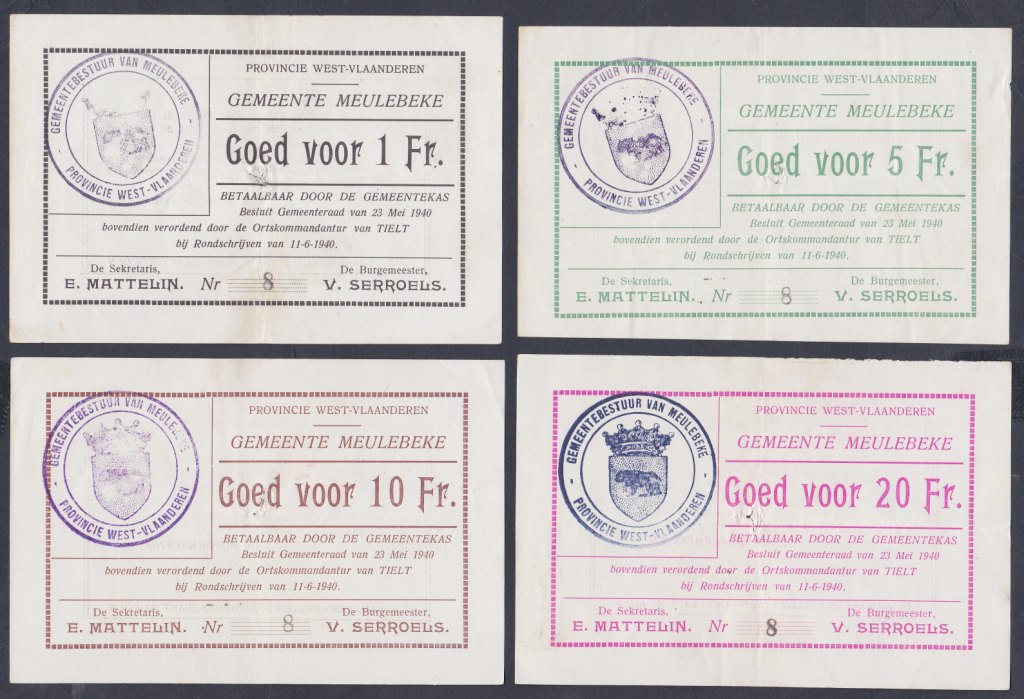 GEMEENTEBESTUUR VAN MEULEBEKE
- PROVINCIE WEST-VLAANDEREN -
PROVINCIE WEST-VLAANDEREN
GEMEENTE MEULEBEKE
Goed voor 1 Fr.
BETAALBAAR DOOR DE GEMEENTEKAS
Besluit Gemeenteraad van 23 Mei 1940
bovendien verordend door de Ortskommandantur van TIELT
bij Rondschrijven van 11-6-1940.
De Sekretaris, De Burgemeester,
E. MATTELIN. Nr 8 V. SERROELS.
GEMEENTEBESTUUR VAN MEULEBEKE
- PROVINCIE WEST-VLAANDEREN -
PROVINCIE WEST-VLAANDEREN
GEMEENTE MEULEBEKE
Goed voor 5 Fr.
BETAALBAAR DOOR DE GEMEENTEKAS
Besluit Gemeenteraad van 23 Mei 1940
bovendien verordend door de Ortskommandantur van TIELT
bij Rondschrijven van 11-6-1940.
De Sekretaris, De Burgemeester,
E. MATTELIN. Nr 8 V. SERROELS.
GEMEENTEBESTUUR VAN MEULEBEKE
- PROVINCIE WEST-VLAANDEREN -
PROVINCIE WEST-VLAANDEREN
GEMEENTE MEULEBEKE
Goed voor 10 Fr.
BETAALBAAR DOOR DE GEMEENTEKAS
Besluit Gemeenteraad van 23 Mei 1940
bovendien verordend door de Ortskommandantur van TIELT
bij Rondschrijven van 11-6-1940.
De Sekretaris, De Burgemeester,
E. MATTELIN. Nr 8 V. SERROELS.
GEMEENTEBESTUUR VAN MEULEBEKE
- PROVINCIE WEST-VLAANDEREN -
PROVINCIE WEST-VLAANDEREN
GEMEENTE MEULEBEKE
Goed voor 20 Fr.
BETAALBAAR DOOR DE GEMEENTEKAS
Besluit Gemeenteraad van 23 Mei 1940
bovendien verordend door de Ortskommandantur van TIELT
bij Rondschrijven van 11-6-1940.
De Sekretaris, De Burgemeester,
E. MATTELIN. Nr 8 V. SERROELS.